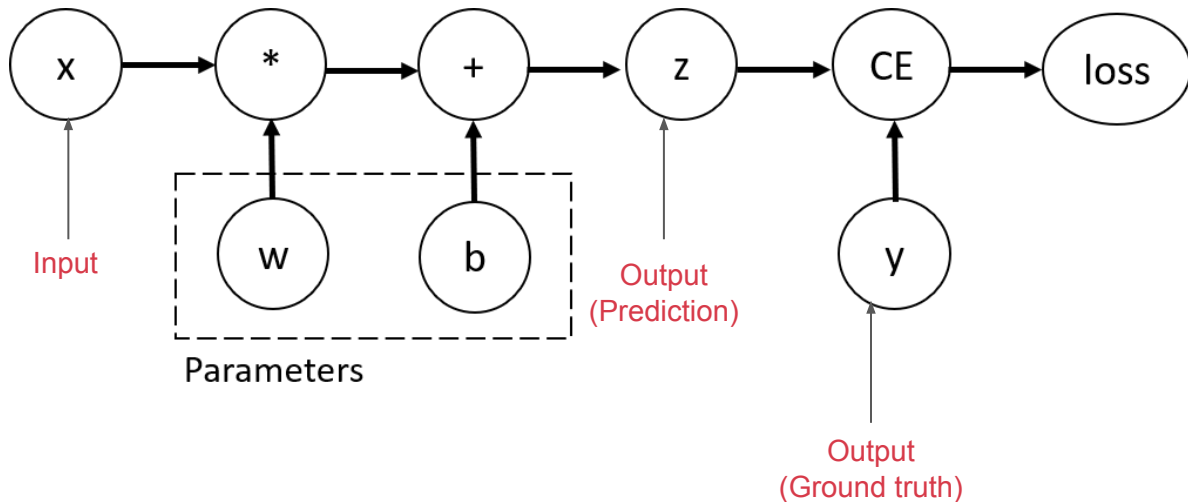 x
*
+
z
CE
loss
w
b
y
Input
Output
(Prediction)
Parameters
Output
(Ground truth)